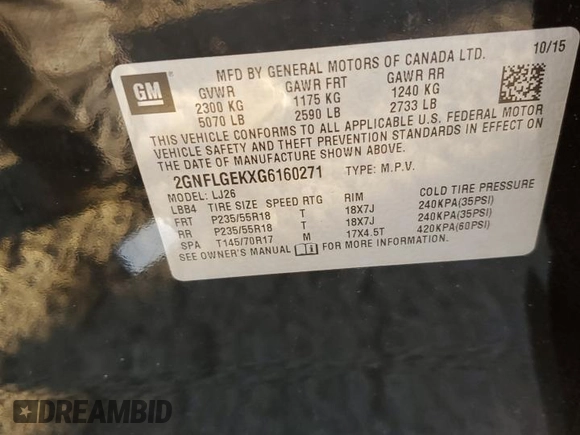 MFD BY GENERAL MOTORS OF CANADA LTD. 10/15
GM
GVWR GAWR FRT GAWR RR
2300 KG 1175 KG 1240 KG
5070 LB 2590 LB 2733 LB
THIS VEHICLE CONFORMS TO ALL APPLICABLE U.S. FEDERAL MOTOR
VEHICLE SAFETY AND THEFT PREVENTION STANDARDS IN EFFECT ON
THE DATE OF MANUFACTURE SHOWN ABOVE.
2GNFLGEKXG6160271 TYPE: M.P.V.
LBB4 LJ26
TIRE SIZE SPEED RTG RIM COLD TIRE PRESSURE
FRT P235/55R18 T 18X7J 240KPA(35PSI)
RR P235/55R18 T 18X7J 240KPA(35PSI)
SPA T145/70R17 M 17X4.5T 420KPA(60PSI)
SEE OWNER'S MANUAL FOR MORE INFORMATION.
DREAMBID